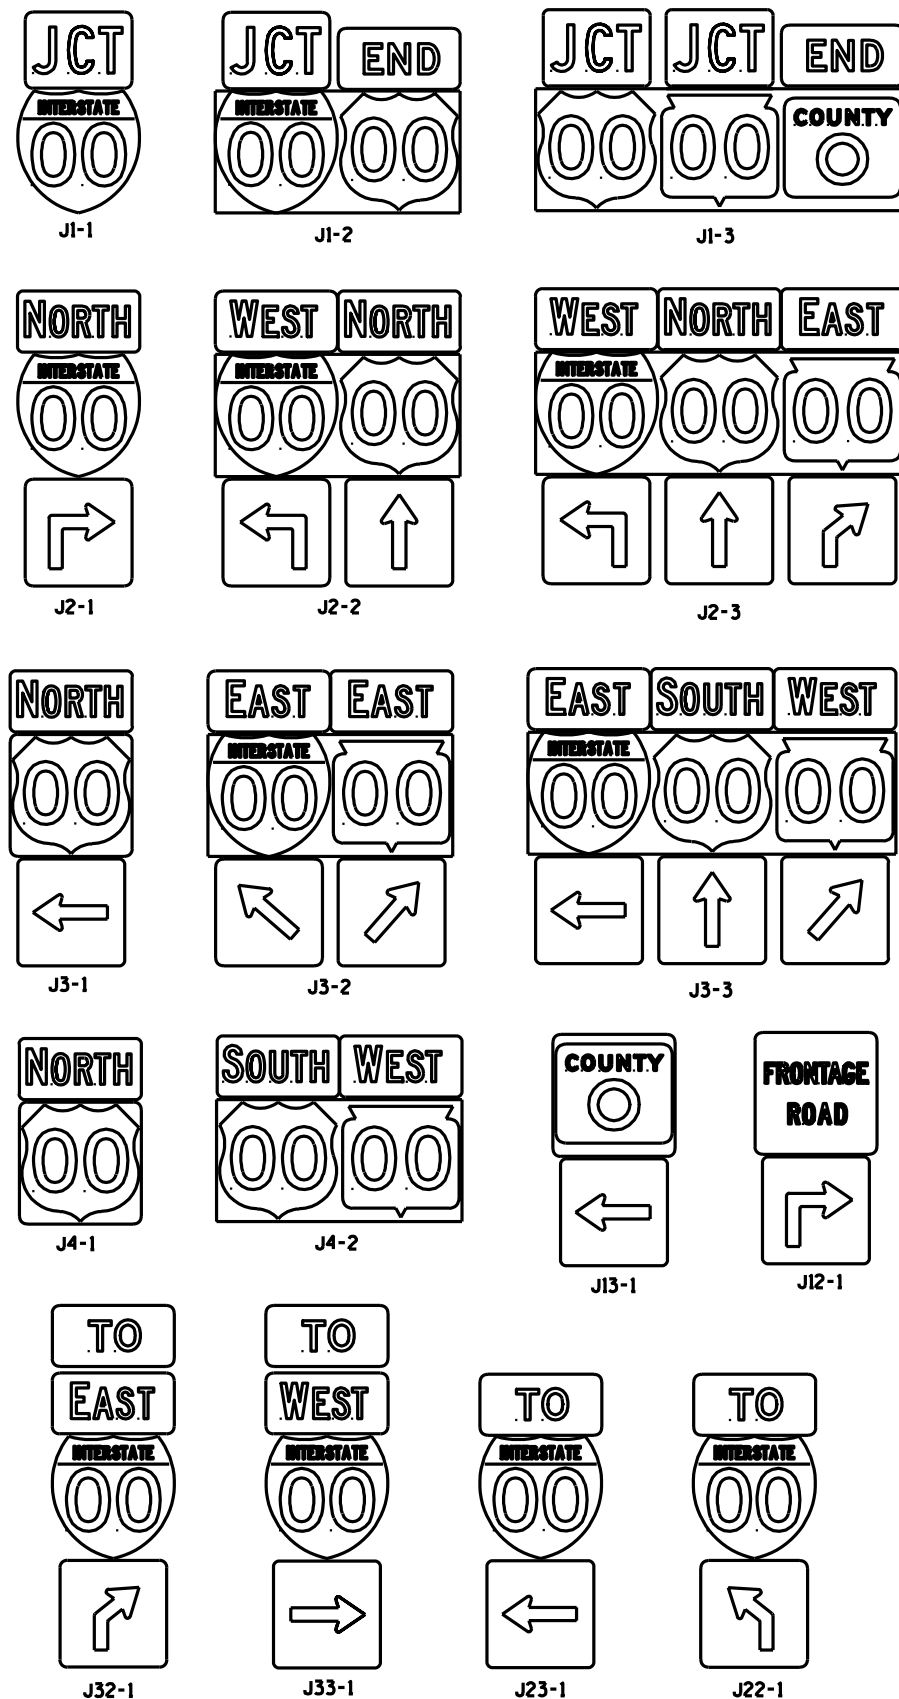 JCT
INTERSTATE
00
J1-1
JCT END
INTERSTATE
00 00
J1-2
JCT JCT END
COUNTY
00 00 0
J1-3
NORTH
INTERSTATE
00
J2-1
WEST NORTH
INTERSTATE
00 00
J2-2
WEST NORTH EAST
INTERSTATE
00 00 00
J2-3
NORTH
00
J3-1
EAST EAST
INTERSTATE
00 00
J3-2
EAST SOUTH WEST
INTERSTATE
00 00 00
J3-3
NORTH
00
J4-1
SOUTH WEST
00 00
J4-2
COUNTY
0
J13-1
FRONTAGE
ROAD
J12-1
TO
EAST
INTERSTATE
00
J32-1
TO
WEST
INTERSTATE
00
J33-1
TO
INTERSTATE
00
J23-1
TO
INTERSTATE
00
J22-1